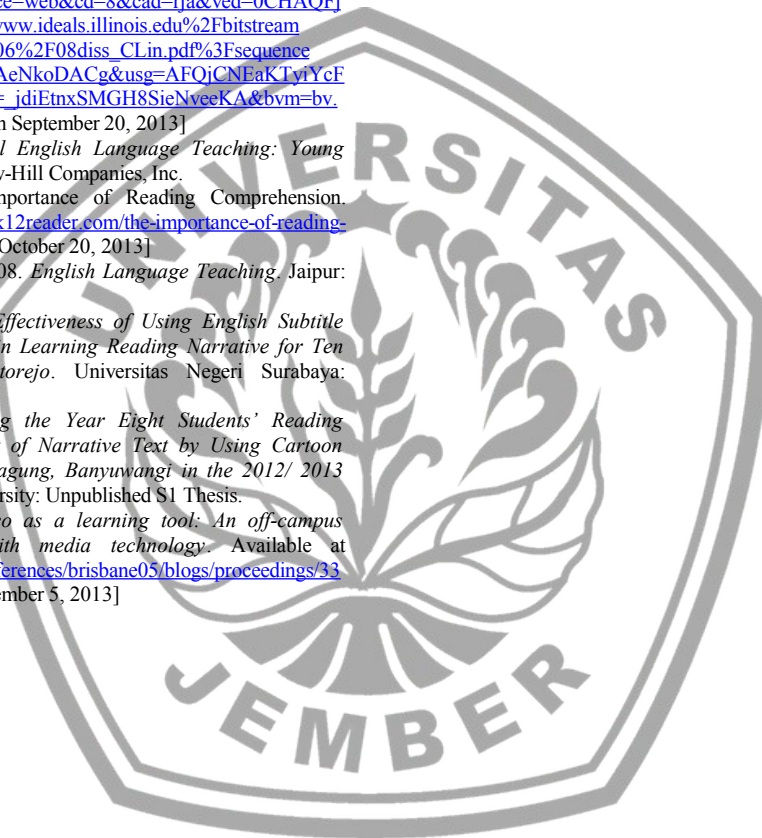 ce=web&cd=8&cad=rja&ved=0CHAQFj
www.ideals.illinois.edu%2Fbitstream
06%2F08diss_CLin.pdf%3Fsequence
AeNkoDACg&usg=AFQjCNEaKTyiYcF
=_jdiEtnxSMGH8SieNveeKA&bvm=bv.
n September 20, 2013]
l English Language Teaching: Young
v-Hill Companies, Inc.
mportance of Reading Comprehension.
k12reader.com/the-importance-of-reading-
October 20, 2013]
08. English Language Teaching. Jaipur:
Effectiveness of Using English Subtitle
in Learning Reading Narrative for Ten
torejo. Universitas Negeri Surabaya:
g the Year Eight Students' Reading
of Narrative Text by Using Cartoon
agung, Banyuwangi in the 2012/ 2013
rsity: Unpublished S1 Thesis.
eo as a learning tool: An off-campus
ith media technology. Available at
ferences/brisbane05/blogs/proceedings/33
ember 5, 2013]
UNIVERSITAS
JEMBER